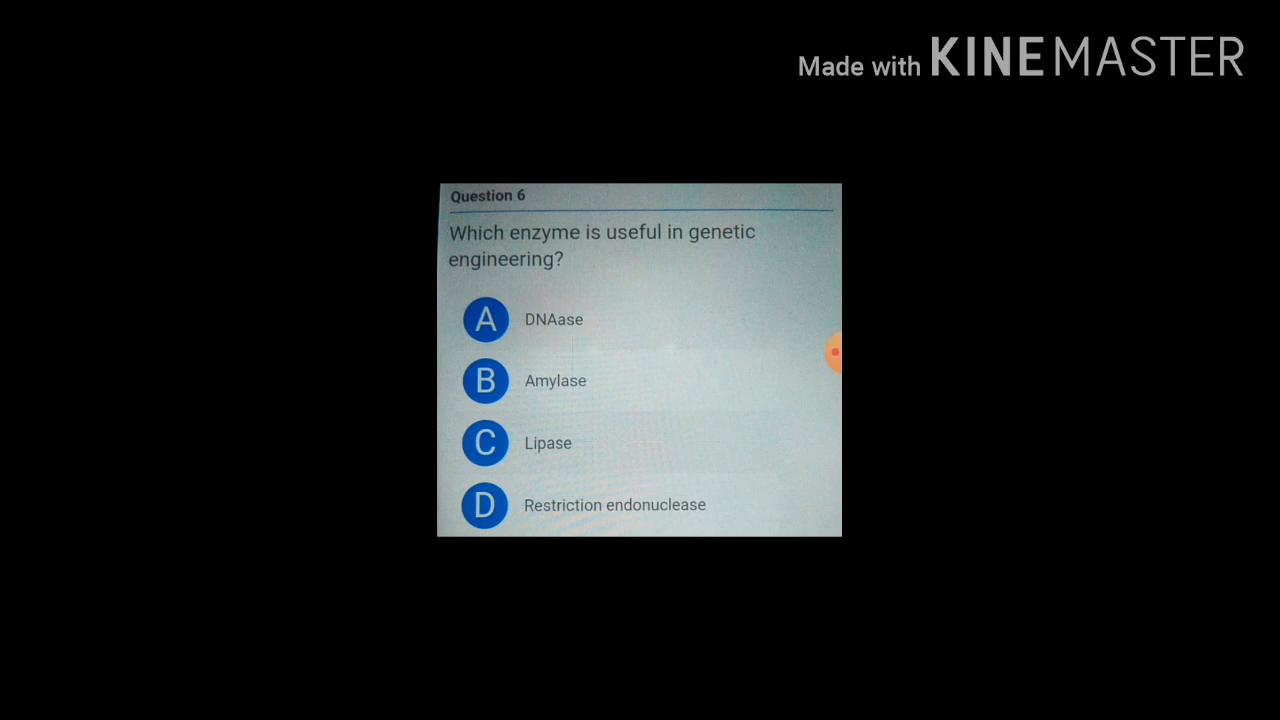 Made with KINEMASTER
Question 6
Which enzyme is useful in genetic
engineering?
A DNAase
B Amylase
C Lipase
D Restriction endonuclease